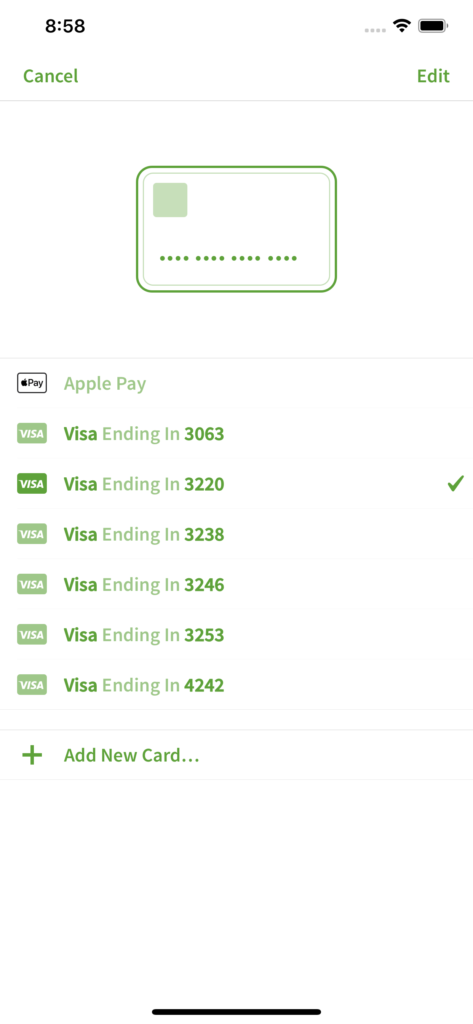 8:58
Cancel Edit
Pay Apple Pay
VISA Visa Ending In 3063
VISA Visa Ending In 3220
VISA Visa Ending In 3238
VISA Visa Ending In 3246
VISA Visa Ending In 3253
VISA Visa Ending In 4242
+ Add New Card...